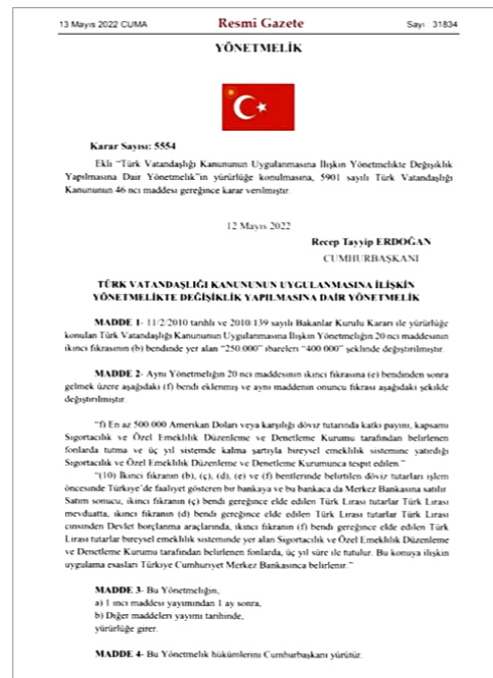 13 Mayıs 2022 CUMA
Resmî Gazete
Sayı : 31834
YÖNETMELİK
Karar Sayısı: 5554
Ekli “Türk Vatandaşlığı Kanununun Uygulanmasına İlişkin Yönetmelikte Değişiklik
Yapılmasına Dair Yönetmelik”in yürürlüğe konulmasına, 5901 sayılı Türk Vatandaşlığı
Kanununun 46 ncı maddesi gereğince karar verilmiştir.
12 Mayıs 2022
Recep Tayyip ERDOĞAN
CUMHURBAŞKANI
TÜRK VATANDAŞLIĞI KANUNUNUN UYGULANMASINA İLİŞKİN
YÖNETMELİKTE DEĞİŞİKLİK YAPILMASINA DAİR YÖNETMELİK
MADDE 1- 11/2/2010 tarihli ve 2010/139 sayılı Bakanlar Kurulu Kararı ile yürürlüğe
konulan Türk Vatandaşlığı Kanununun Uygulanmasına İlişkin Yönetmeliğin 20 nci maddesinin
ikinci fıkrasının (b) bendinde yer alan “250.000” ibareleri “400.000” şeklinde değiştirilmiştir.
MADDE 2- Aynı Yönetmeliğin 20 nci maddesinin ikinci fıkrasına (e) bendinden sonra
gelmek üzere aşağıdaki (f) bendi eklenmiş ve aynı maddenin onuncu fıkrası aşağıdaki şekilde
değiştirilmiştir.
“f) En az 500.000 Amerikan Doları veya karşılığı döviz tutarında katkı payını, kapsamı
Sigortacılık ve Özel Emeklilik Düzenleme ve Denetleme Kurumu tarafından belirlenen
fonlarda tutma ve üç yıl sistemde kalma şartıyla bireysel emeklilik sistemine yatırdığı
Sigortacılık ve Özel Emeklilik Düzenleme ve Denetleme Kurumunca tespit edilen.”
“(10) İkinci fıkranın (b), (ç), (d), (e) ve (f) bentlerinde belirtilen döviz tutarları işlem
öncesinde Türkiye’de faaliyet gösteren bir bankaya ve bu bankaca da Merkez Bankasına satılır.
Satım sonucu, ikinci fıkranın (ç) bendi gereğince elde edilen Türk Lirası tutarlar Türk Lirası
mevduatta, ikinci fıkranın (d) bendi gereğince elde edilen Türk Lirası tutarlar Türk Lirası
cinsinden Devlet borçlanma araçlarında, ikinci fıkranın (f) bendi gereğince elde edilen Türk
Lirası tutarlar bireysel emeklilik sisteminde yer alan Sigortacılık ve Özel Emeklilik Düzenleme
ve Denetleme Kurumu tarafından belirlenen fonlarda, üç yıl süre ile tutulur. Bu konuya ilişkin
uygulama esasları Türkiye Cumhuriyet Merkez Bankasınca belirlenir.”
MADDE 3- Bu Yönetmeliğin,
a) 1 inci maddesi yayımından 1 ay sonra,
b) Diğer maddeleri yayımı tarihinde,
yürürlüğe girer.
MADDE 4- Bu Yönetmelik hükümlerini Cumhurbaşkanı yürütür.